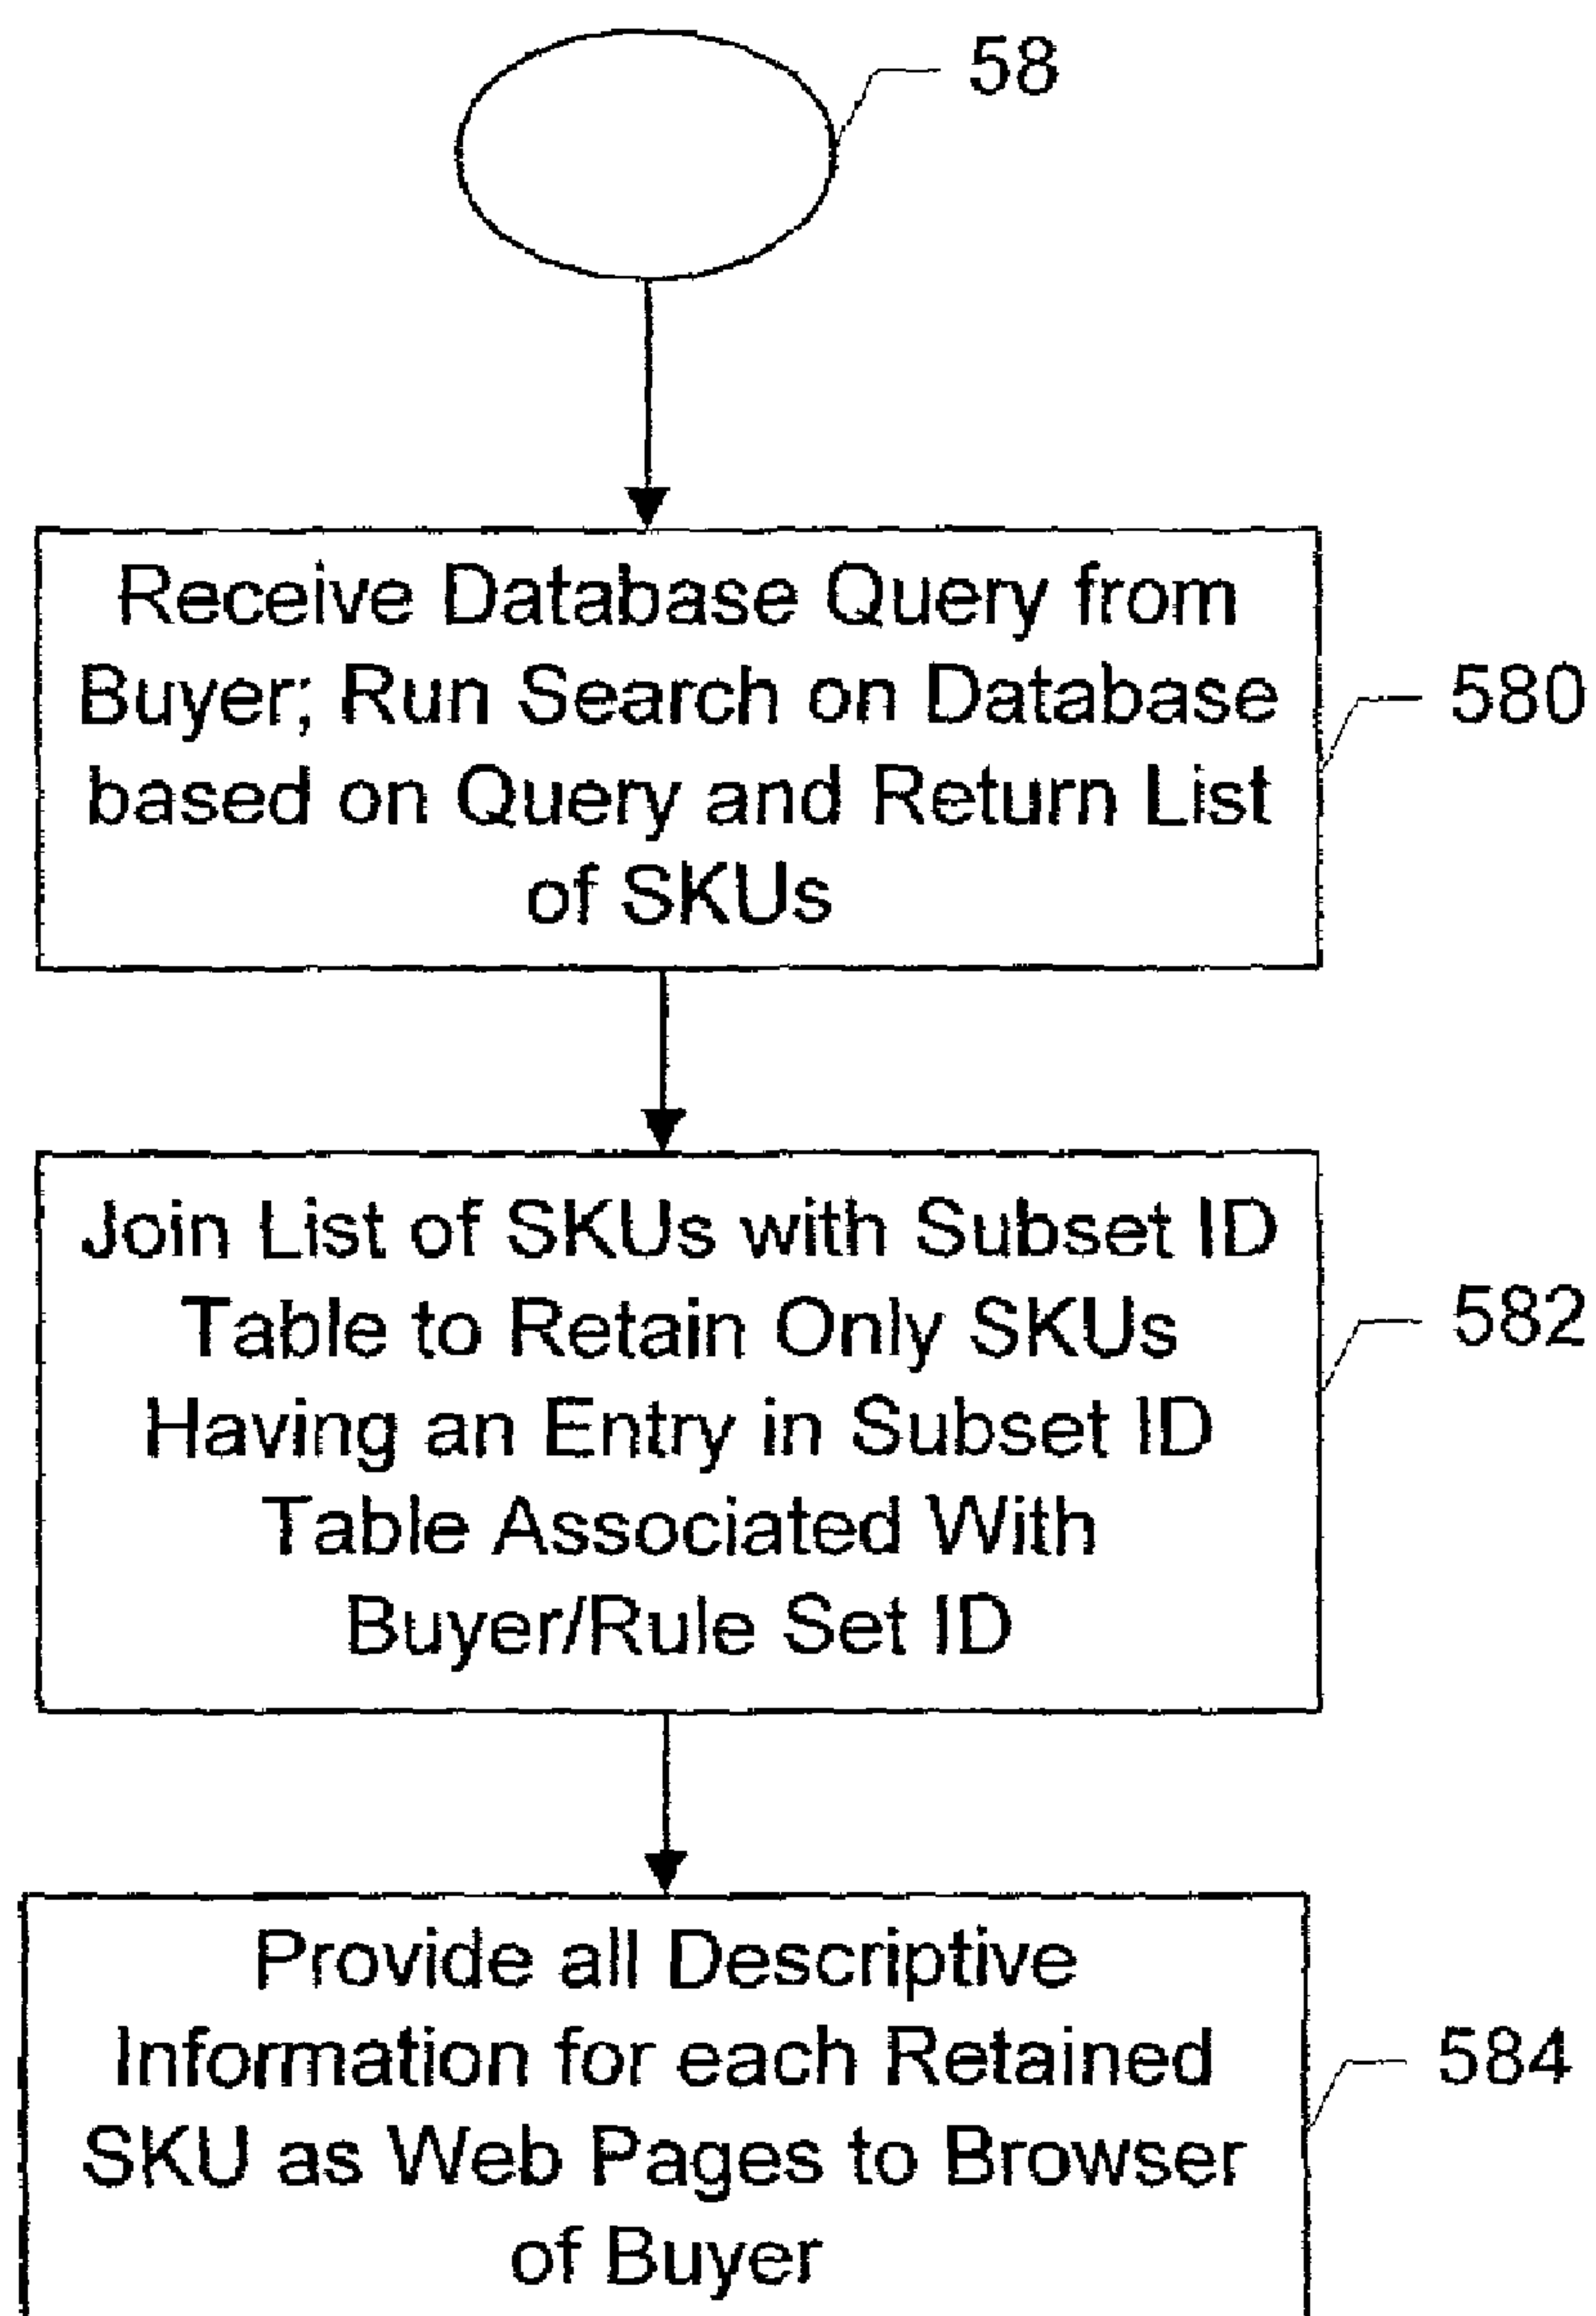 58
Receive Database Query from
Buyer; Run Search on Database
based on Query and Return List
of SKUs
580
Join List of SKUs with Subset ID
Table to Retain Only SKUs
Having an Entry in Subset ID
Table Associated With
Buyer/Rule Set ID
582
Provide all Descriptive
Information for each Retained
SKU as Web Pages to Browser
of Buyer
584